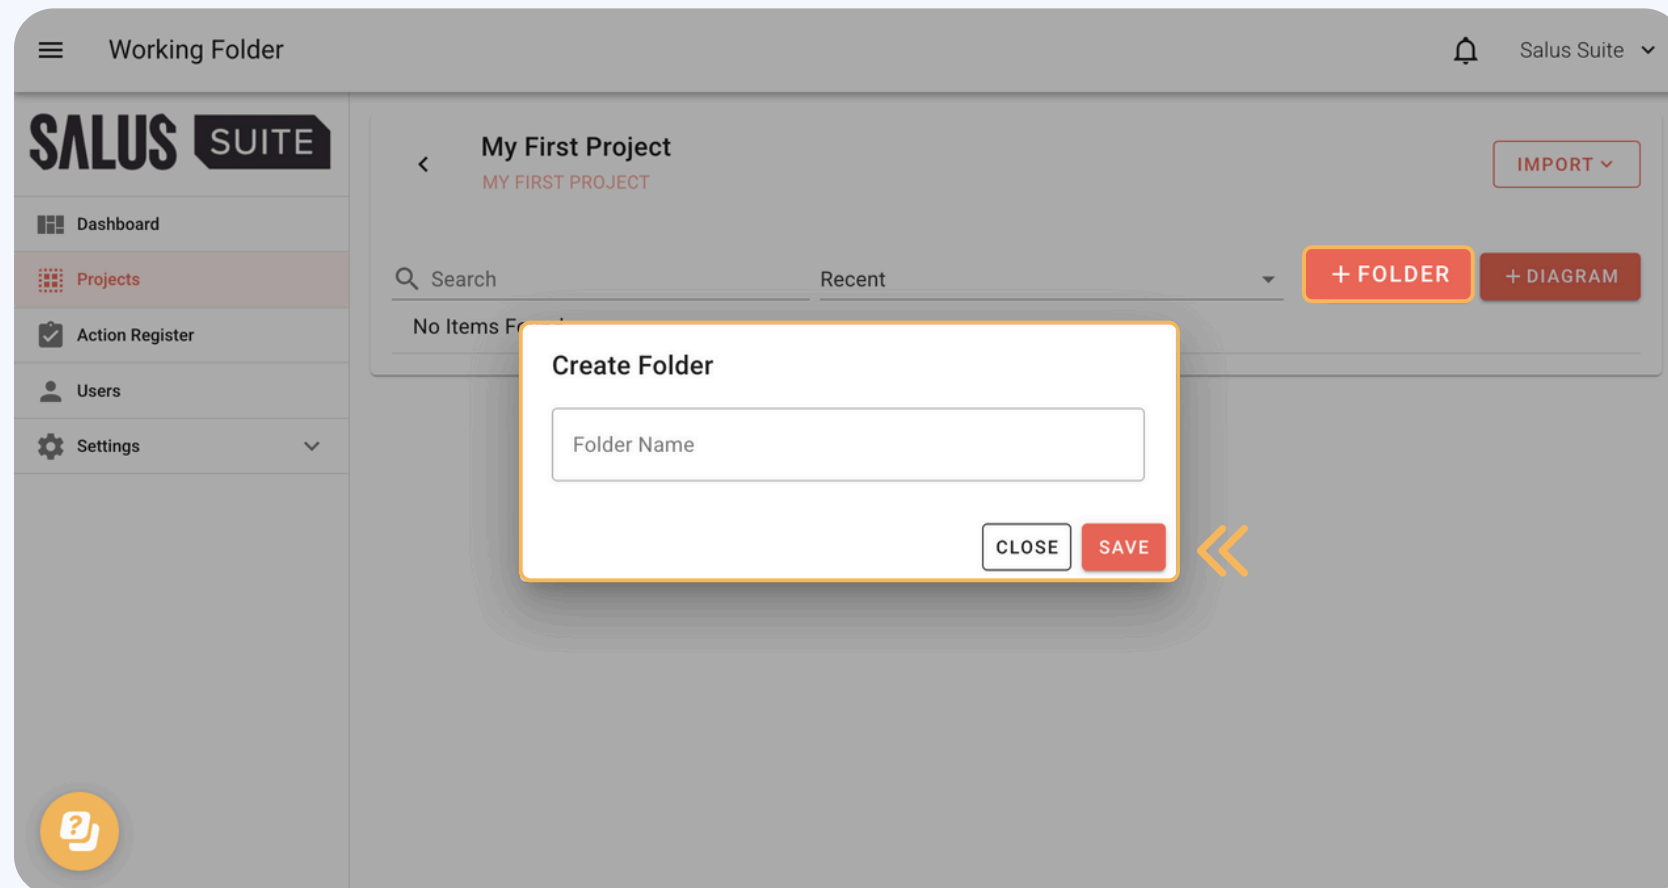 Working Folder
Salus Suite
SALUS SUITE
Dashboard
Projects
Action Register
Users
Settings
My First Project
MY FIRST PROJECT
IMPORT
Search
Recent
+ FOLDER
+ DIAGRAM
No Items
Create Folder
Folder Name
CLOSE
SAVE
?